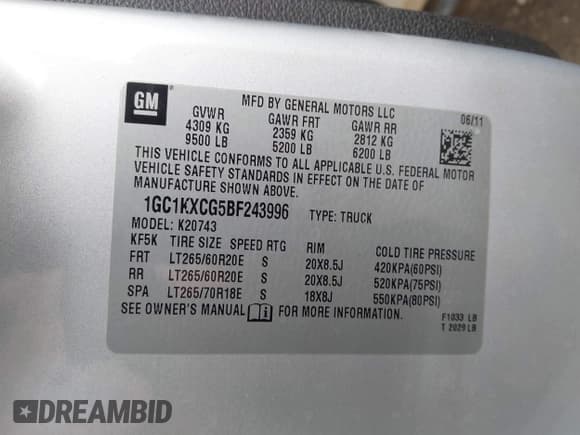 GM
MFD BY GENERAL MOTORS LLC
06/11
GVWR GAWR FRT GAWR RR
4309 KG 2359 KG 2812 KG
9500 LB 5200 LB 6200 LB
THIS VEHICLE CONFORMS TO ALL APPLICABLE U.S. FEDERAL MOTOR
VEHICLE SAFETY STANDARDS IN EFFECT ON THE DATE OF
MANUFACTURE SHOWN ABOVE.
1GC1KXCG5BF243996 TYPE: TRUCK
MODEL: K20743
KF5K TIRE SIZE SPEED RTG RIM COLD TIRE PRESSURE
FRT LT265/60R20E S 20X8.5J 420KPA(60PSI)
RR LT265/60R20E S 20X8.5J 520KPA(75PSI)
SPA LT265/70R18E S 18X8J 550KPA(80PSI)
SEE OWNER'S MANUAL i FOR MORE INFORMATION.
F1033 LB
T 2029 LB
DREAMBID